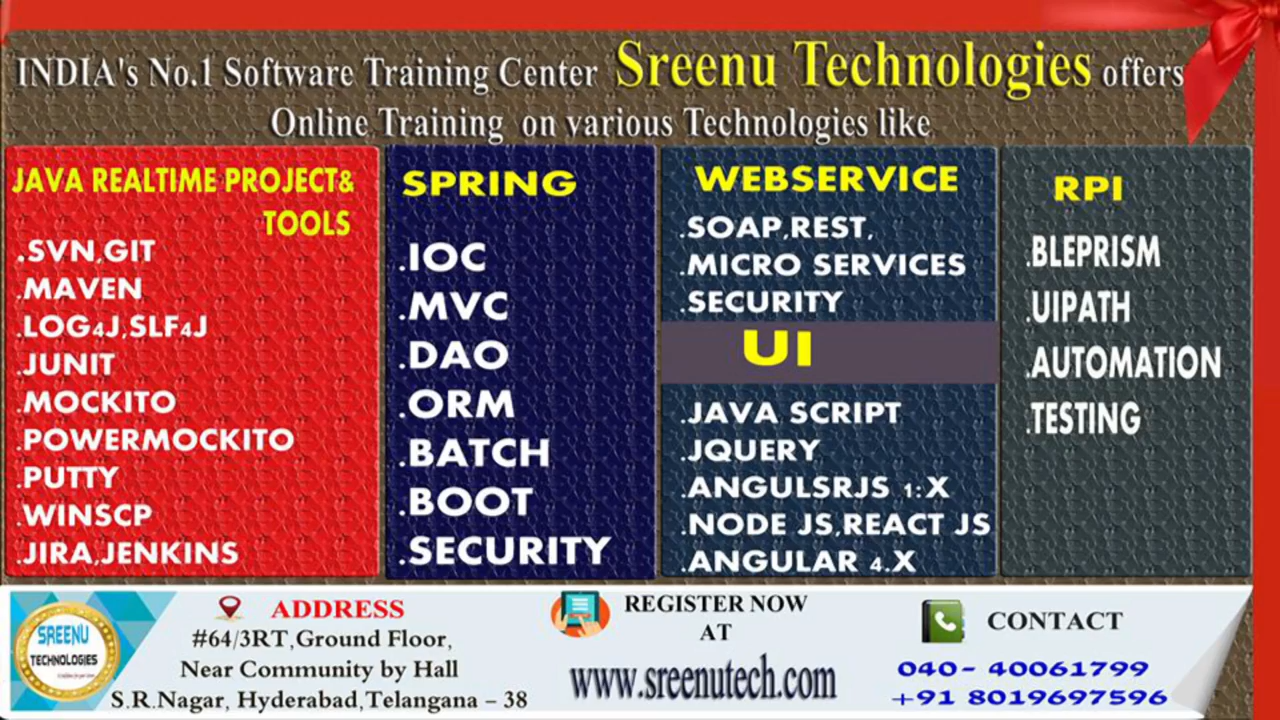 INDIA's No.1 Software Training Center Sreenu Technologies offers
Online Training on various Technologies like
JAVA REALTIME PROJECT&
TOOLS
.SVN,GIT
.MAVEN
.LOG4J,SLF4J
.JUNIT
.MOCKITO
.POWERMOCKITO
.PUTTY
.WINSCP
.JIRA,JENKINS
SPRING
.IOC
.MVC
.DAO
.ORM
.BATCH
.BOOT
.SECURITY
WEBSERVICE
.SOAP,REST,
.MICRO SERVICES
.SECURITY
UI
.JAVA SCRIPT
.JQUERY
.ANGULSRJS 1:X
.NODE JS,REACT JS
.ANGULAR 4.X
RPI
.BLEPRISM
.UIPATH
.AUTOMATION
.TESTING
SREENU
TECHNOLOGIES
ADDRESS
#64/3RT,Ground Floor,
Near Community by Hall
S.R.Nagar, Hyderabad,Telangana – 38
REGISTER NOW
AT
www.sreenutech.com
CONTACT
040- 40061799
+91 8019697596